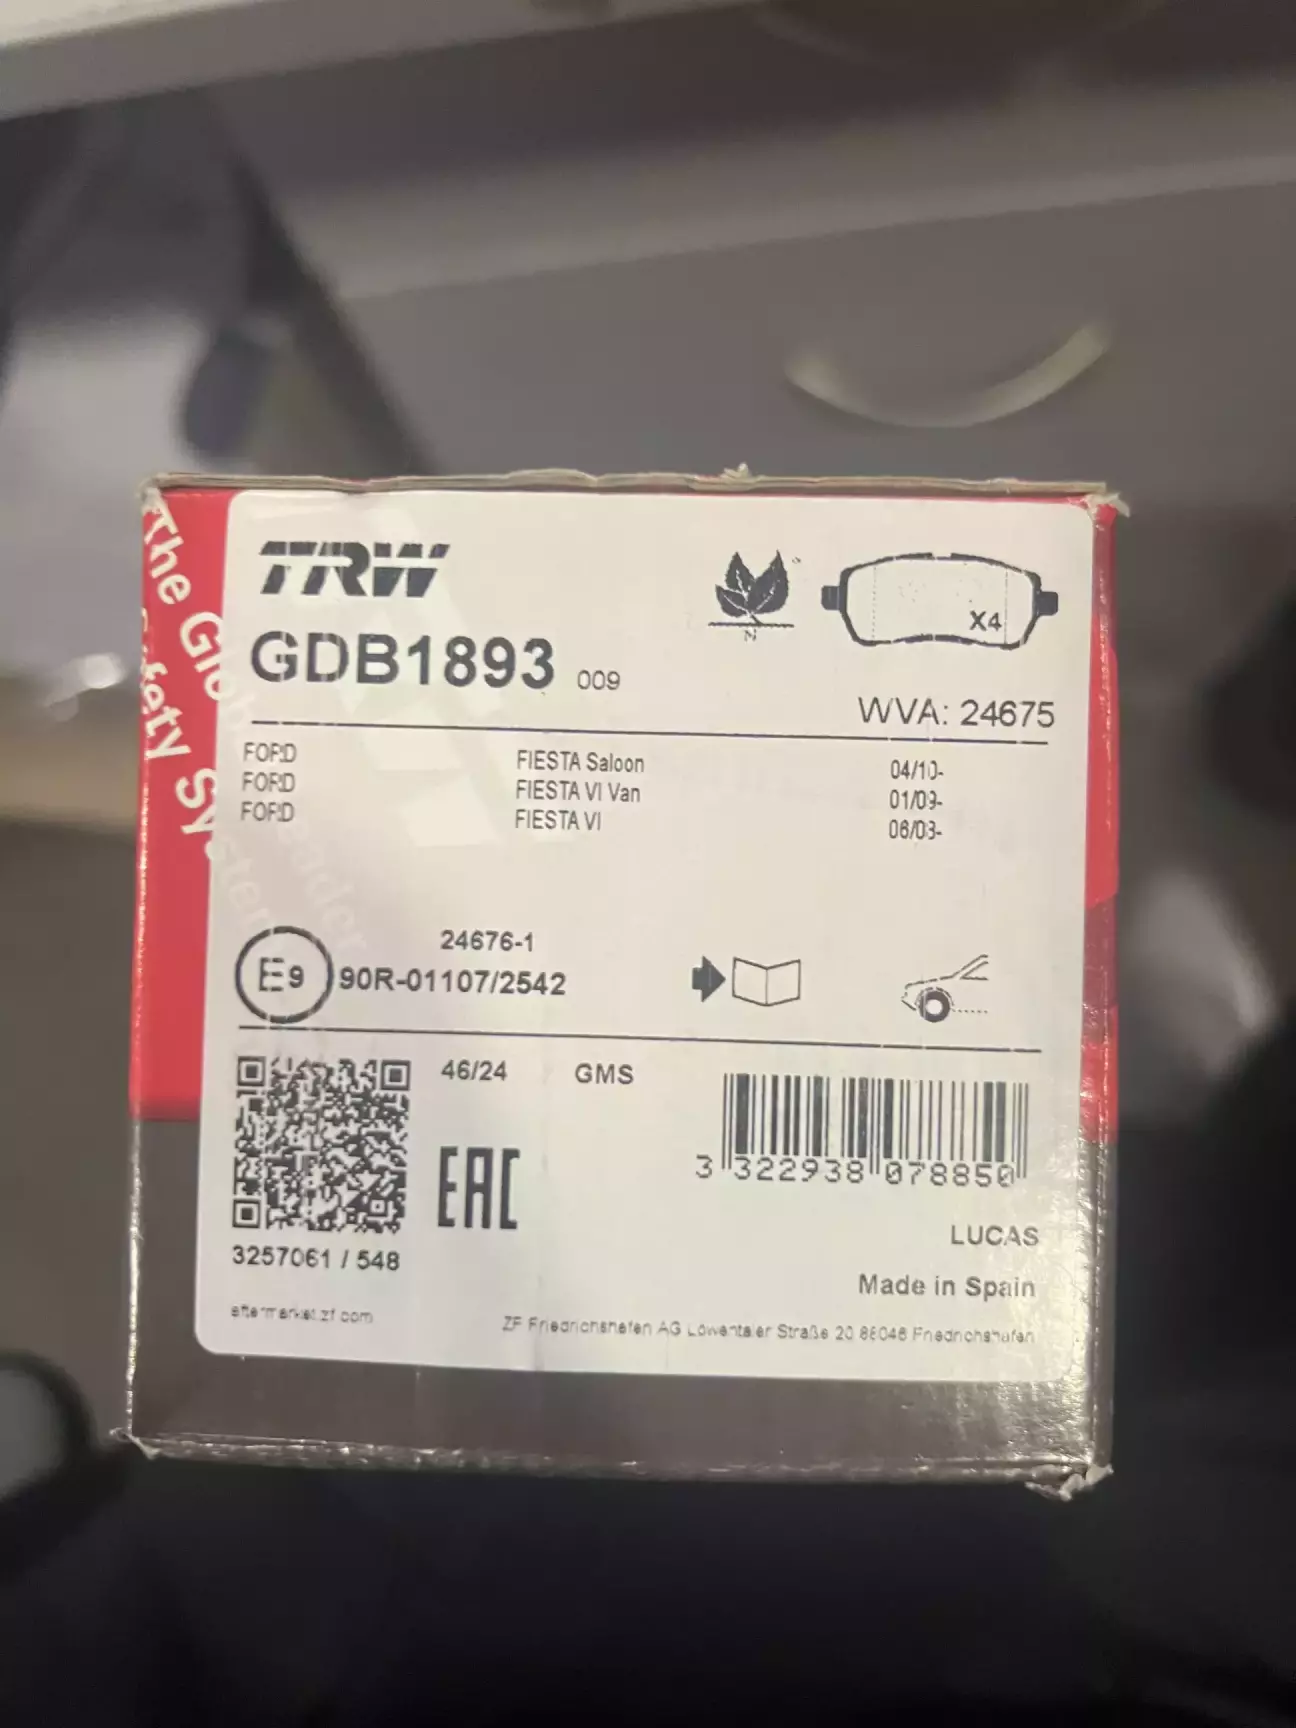 The Global
Safety System
Leader
TRW
GDB1893 009
N
X4
WVA: 24675
FORD FIESTA Saloon 04/10-
FORD FIESTA VI Van 01/09-
FORD FIESTA VI 06/08-
24676-1
E9 90R-01107/2542
46/24 GMS
EAC
3 322938 078850
3257061 / 548
LUCAS
Made in Spain
aftermarket.zf.com
ZF Friedrichshafen AG Löwentaler Straße 20 88046 Friedrichshafen